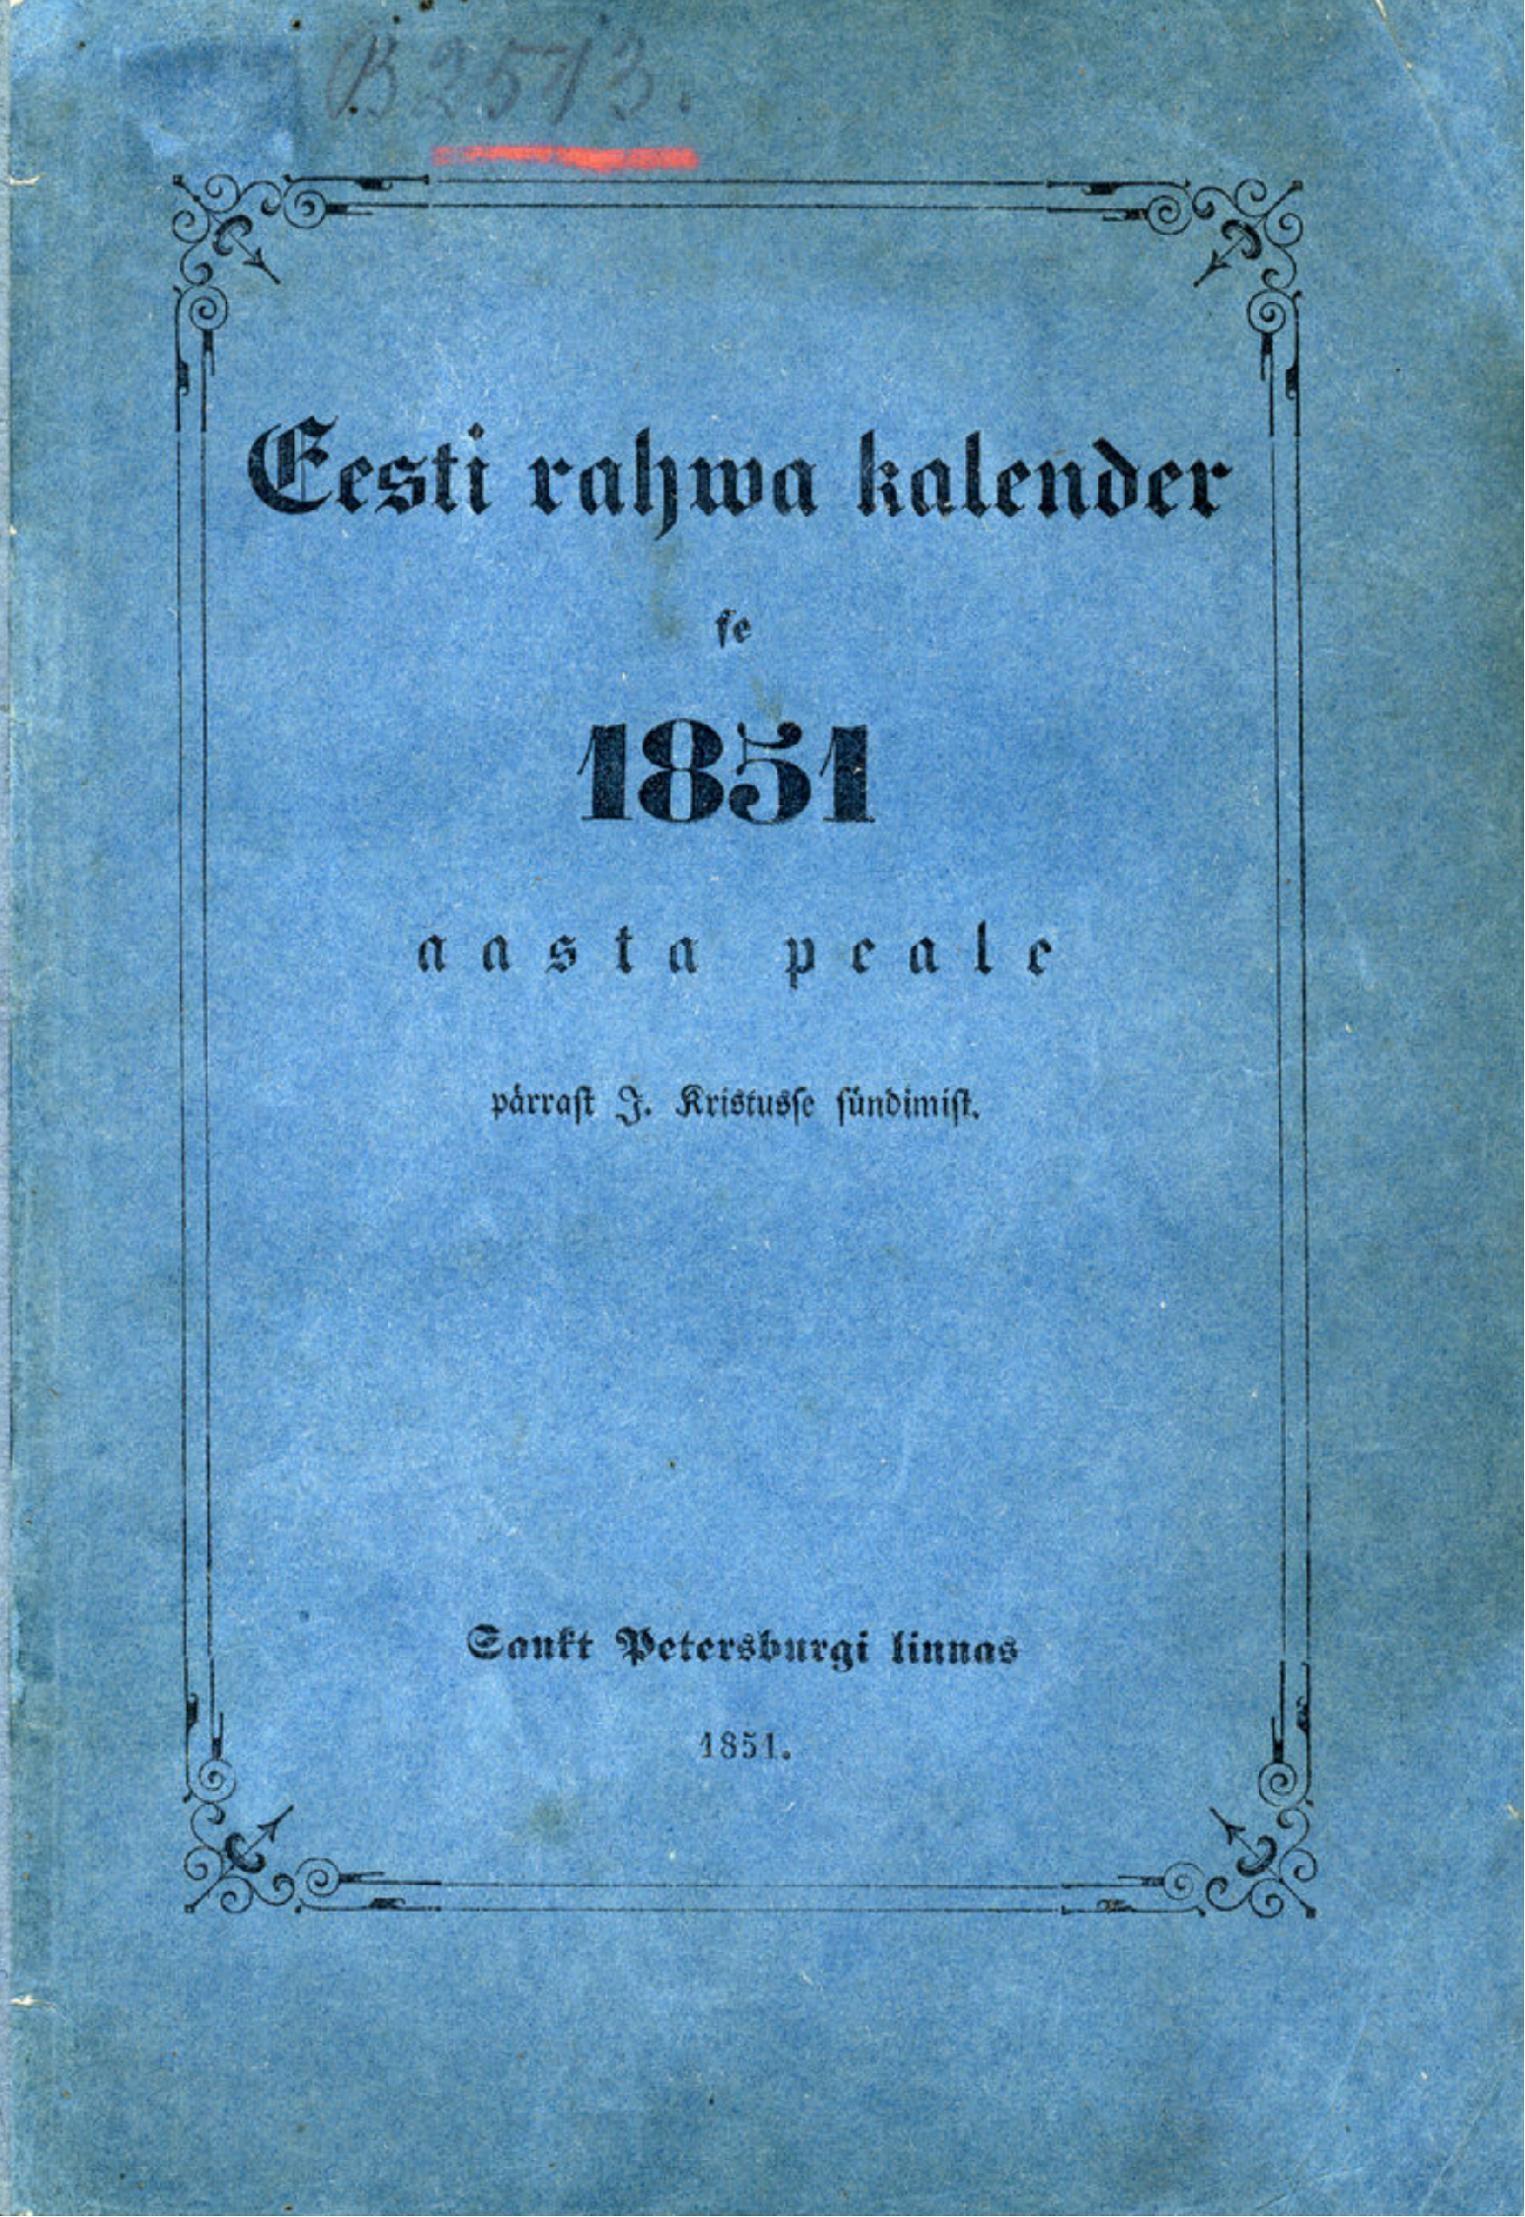 B 2573.
Eesti rahwa kalender
ſe
1851
aasta peale
pärraſt J. Kristusſe ſündimiſt.
Sankt Petersburgi linnas
1851.